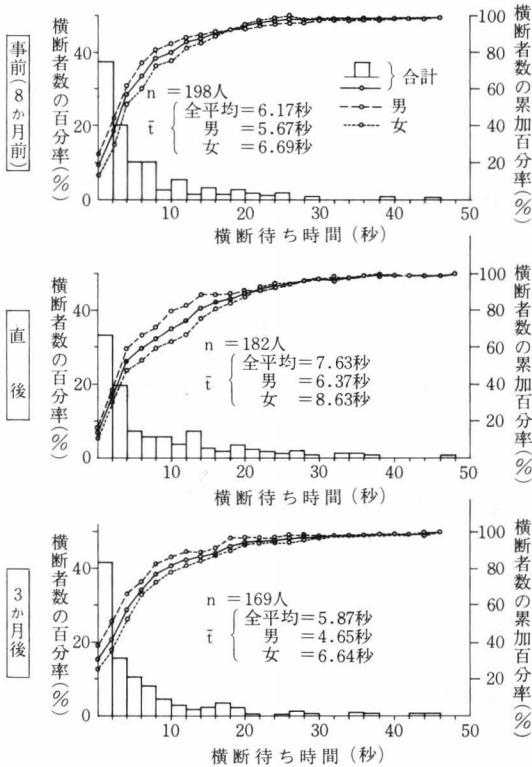 事前(8か月前)
横断者数の百分率(%)
40
20
0
10
20
30
40
50
100
80
60
40
20
横断者数の累加百分率(%)
n =198人
t̄ { 全平均=6.17秒
男 =5.67秒
女 =6.69秒
合計
男
女
横断待ち時間(秒)
直後
横断者数の百分率(%)
40
20
0
10
20
30
40
50
100
80
60
40
20
横断者数の累加百分率(%)
n =182人
t̄ { 全平均=7.63秒
男 =6.37秒
女 =8.63秒
横断待ち時間(秒)
3か月後
横断者数の百分率(%)
40
20
0
10
20
30
40
50
100
80
60
40
20
横断者数の累加百分率(%)
n =169人
t̄ { 全平均=5.87秒
男 =4.65秒
女 =6.64秒
横断待ち時間(秒)